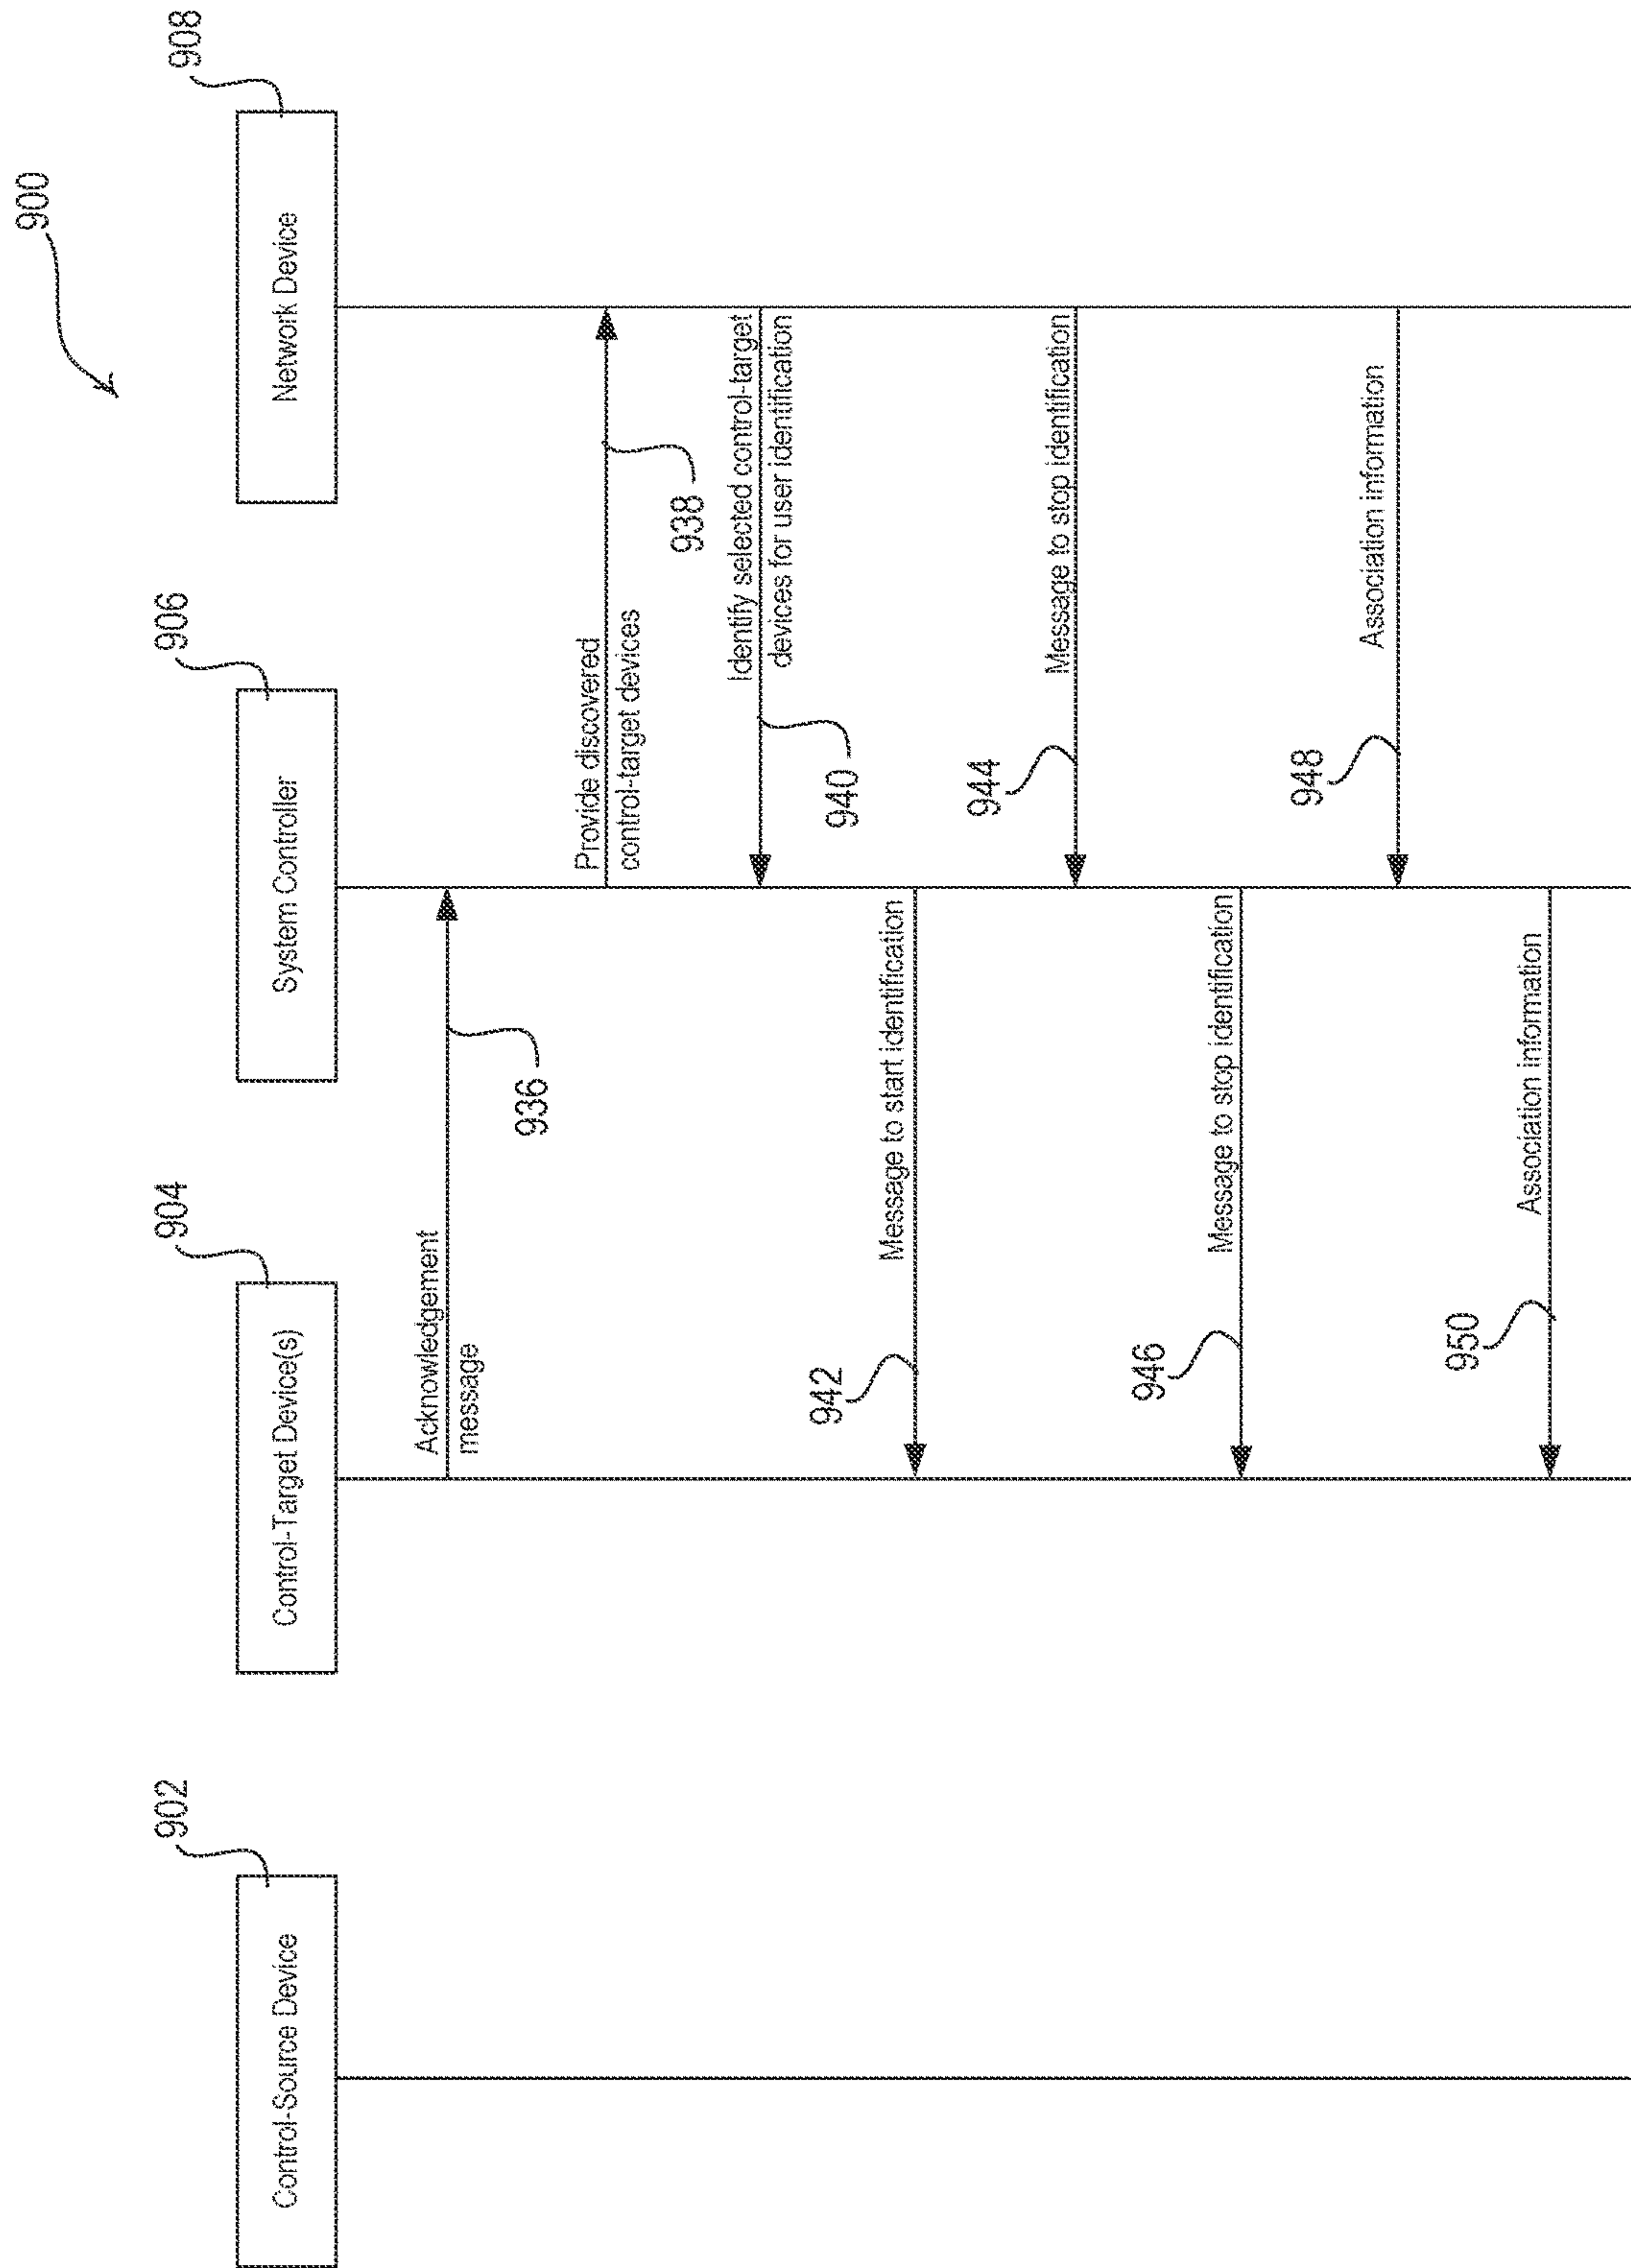 900
902
Control-Source Device
904
Control-Target Device(s)
906
System Controller
908
Network Device
Acknowledgement
message
936
Provide discovered
control-target devices
938
Identify selected control-target
devices for user identification
940
Message to start identification
942
Message to stop identification
944
Message to stop identification
946
Association information
948
Association information
950